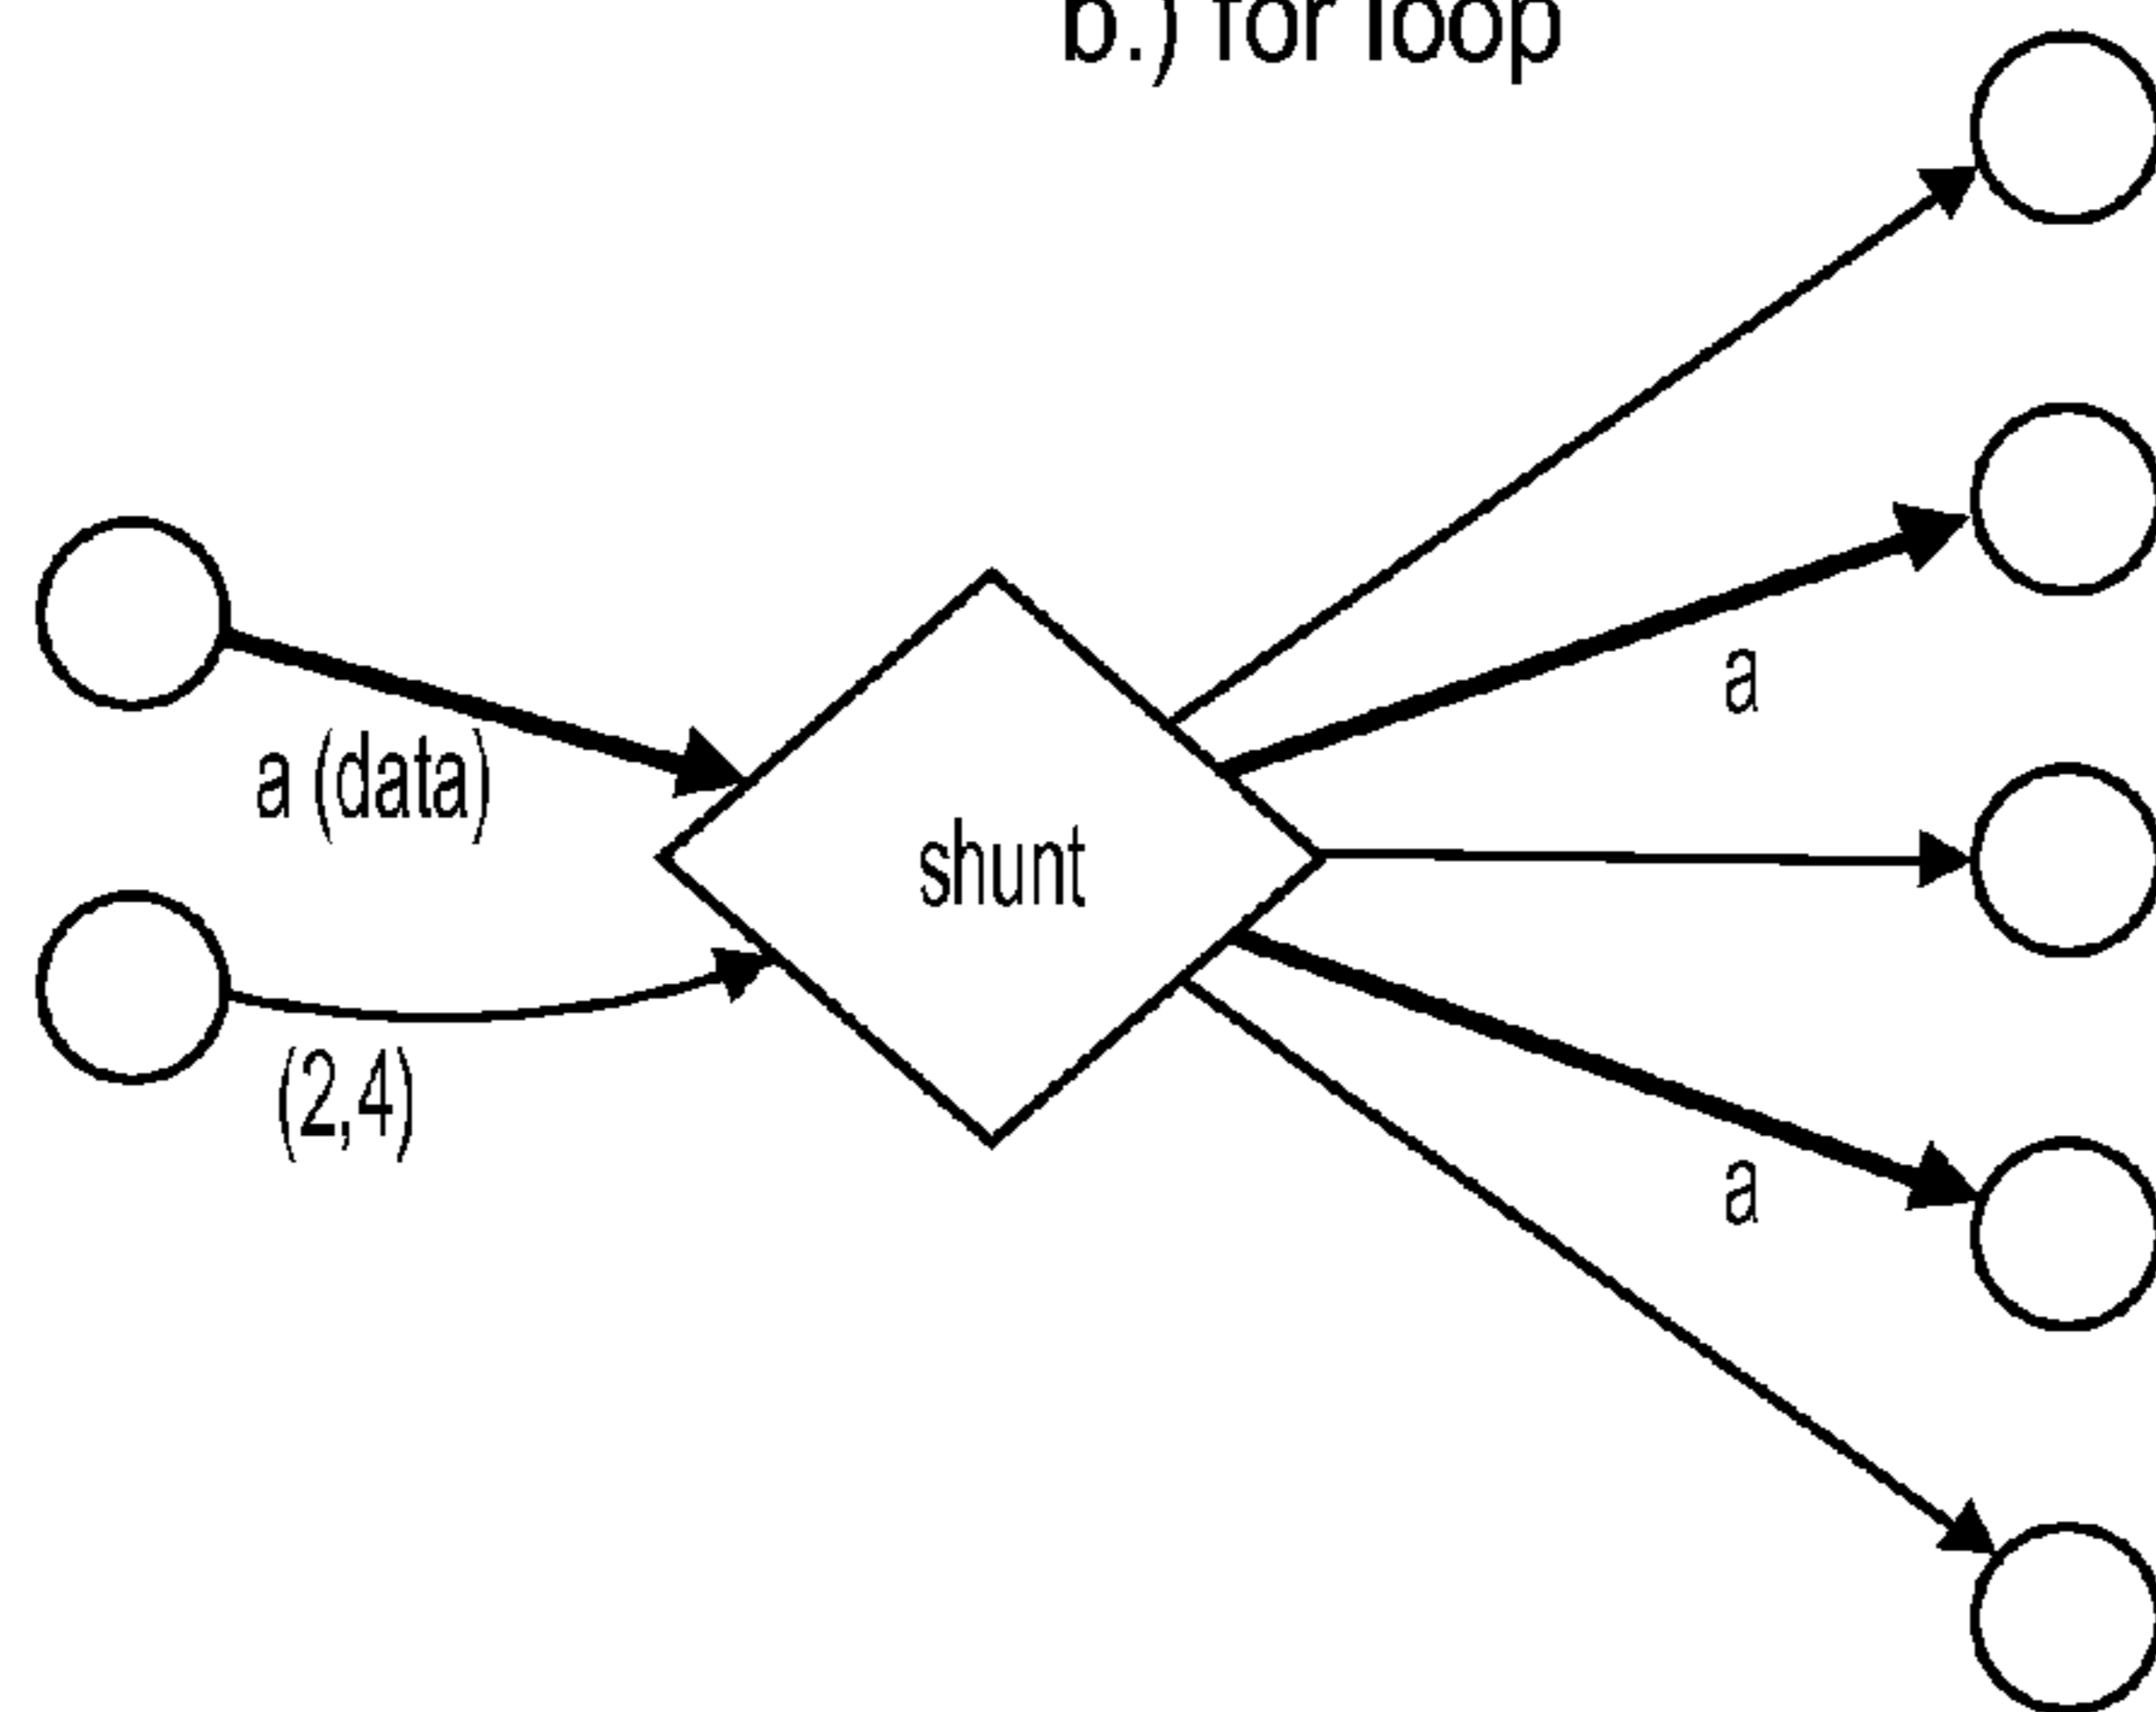 b.) for loop
a
a (data)
shunt
(2,4)
a